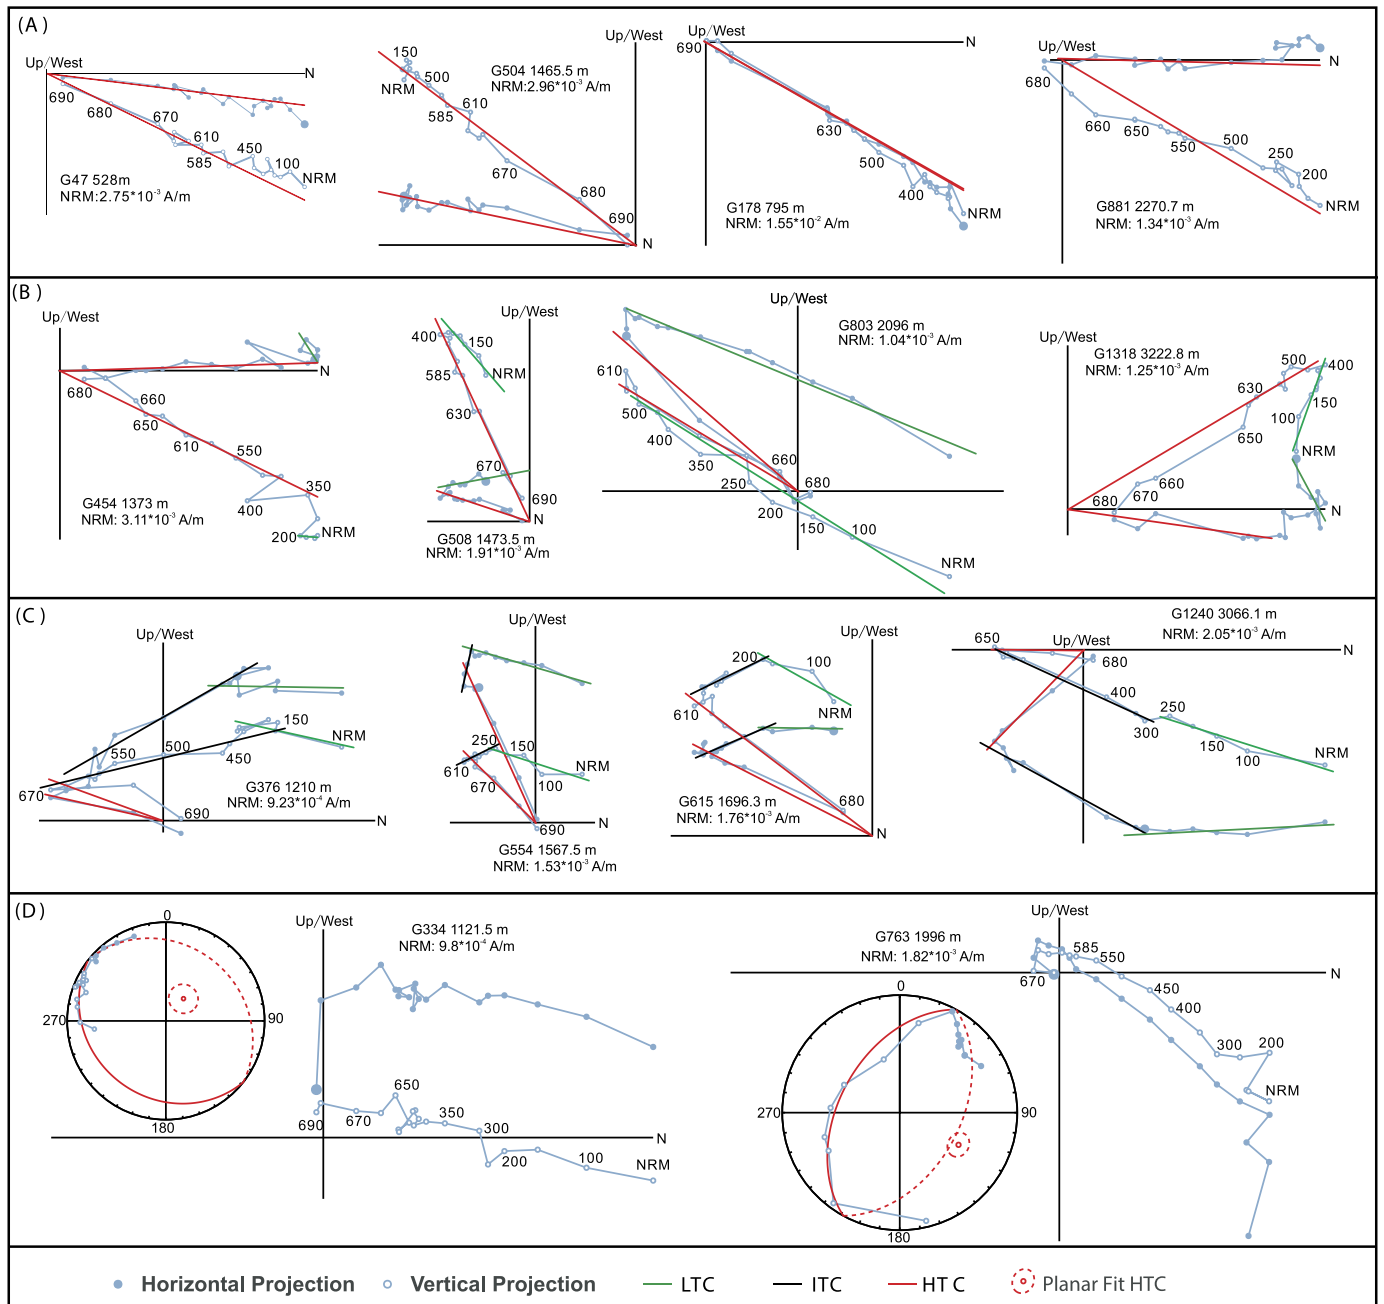 (A)
Up/West
N
690
680
670
610
585
450
100
NRM
G47 528m
NRM:2.75*10⁻³ A/m
Up/West
150
NRM
500
610
585
670
680
690
N
G504 1465.5 m
NRM:2.96*10⁻³ A/m
Up/West
690
N
630
500
400
NRM
G178 795 m
NRM: 1.55*10⁻² A/m
Up/West
N
680
660
650
550
500
250
200
NRM
G881 2270.7 m
NRM: 1.34*10⁻³ A/m
(B)
Up/West
N
680
660
650
610
550
350
400
200
NRM
G454 1373 m
NRM: 3.11*10⁻³ A/m
Up/West
400
150
585
NRM
630
670
690
N
G508 1473.5 m
NRM: 1.91*10⁻³ A/m
Up/West
G803 2096 m
NRM: 1.04*10⁻³ A/m
610
500
400
350
660
680
250
200
150
100
NRM
N
Up/West
G1318 3222.8 m
NRM: 1.25*10⁻³ A/m
500
400
630
150
100
650
NRM
660
670
680
N
(C)
Up/West
150
NRM
550
500
450
670
690
N
G376 1210 m
NRM: 9.23*10⁻⁴ A/m
Up/West
250
150
NRM
610
100
670
690
N
G554 1567.5 m
NRM: 1.53*10⁻³ A/m
Up/West
200
100
NRM
610
680
N
G615 1696.3 m
NRM: 1.76*10⁻³ A/m
G1240 3066.1 m
NRM: 2.05*10⁻³ A/m
650
Up/West
N
680
400
300
250
150
100
NRM
(D)
0
270
90
180
Up/West
G334 1121.5 m
NRM: 9.8*10⁻⁴ A/m
650
690
670
350
300
N
200
100
NRM
G763 1996 m
NRM: 1.82*10⁻³ A/m
0
270
90
180
Up/West
585
550
N
670
450
400
300
200
NRM
Horizontal Projection
Vertical Projection
LTC
ITC
HT C
Planar Fit HTC